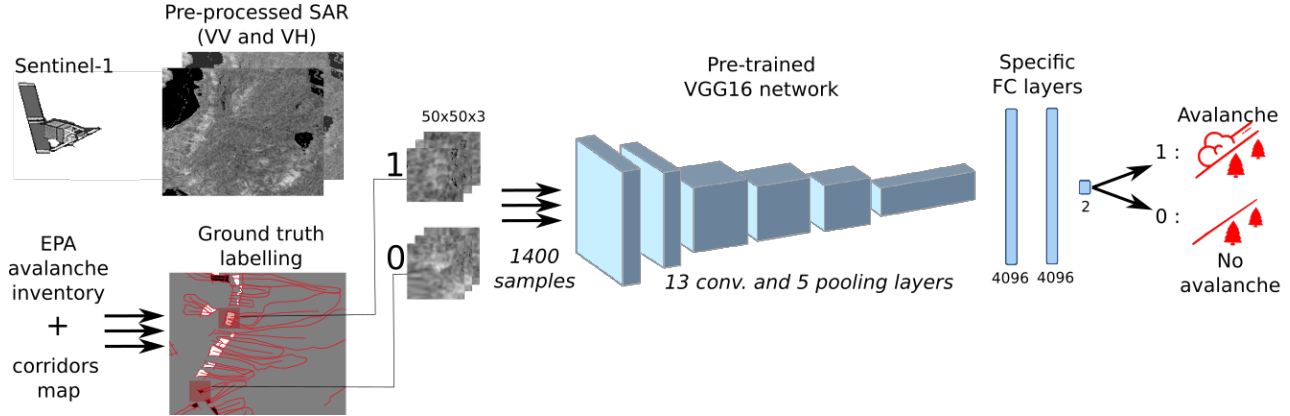 Pre-processed SAR
(VV and VH)
Sentinel-1
50x50x3
1
0
EPA
avalanche
inventory
+
corridors
map
Ground truth
labelling
1400
samples
Pre-trained
VGG16 network
13 conv. and 5 pooling layers
Specific
FC layers
4096
4096
2
Avalanche
1 :
0 :
No
avalanche